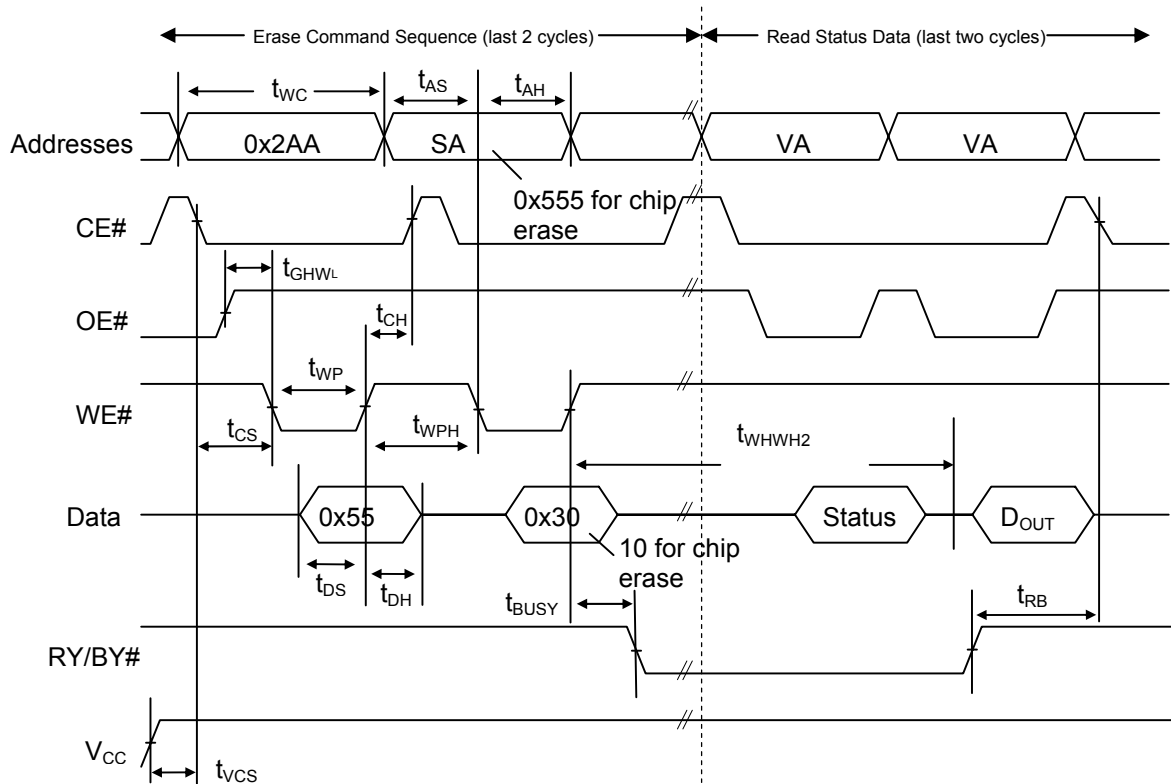 Erase Command Sequence (last 2 cycles)
Read Status Data (last two cycles)
tWC
tAS
tAH
Addresses
0x2AA
SA
VA
VA
0x555 for chip
erase
CE#
tGHWL
OE#
tCH
tWP
WE#
tCS
tWPH
tWHWH2
Data
0x55
0x30
Status
DOUT
10 for chip
erase
tDS
tDH
tBUSY
tRB
RY/BY#
VCC
tVCS